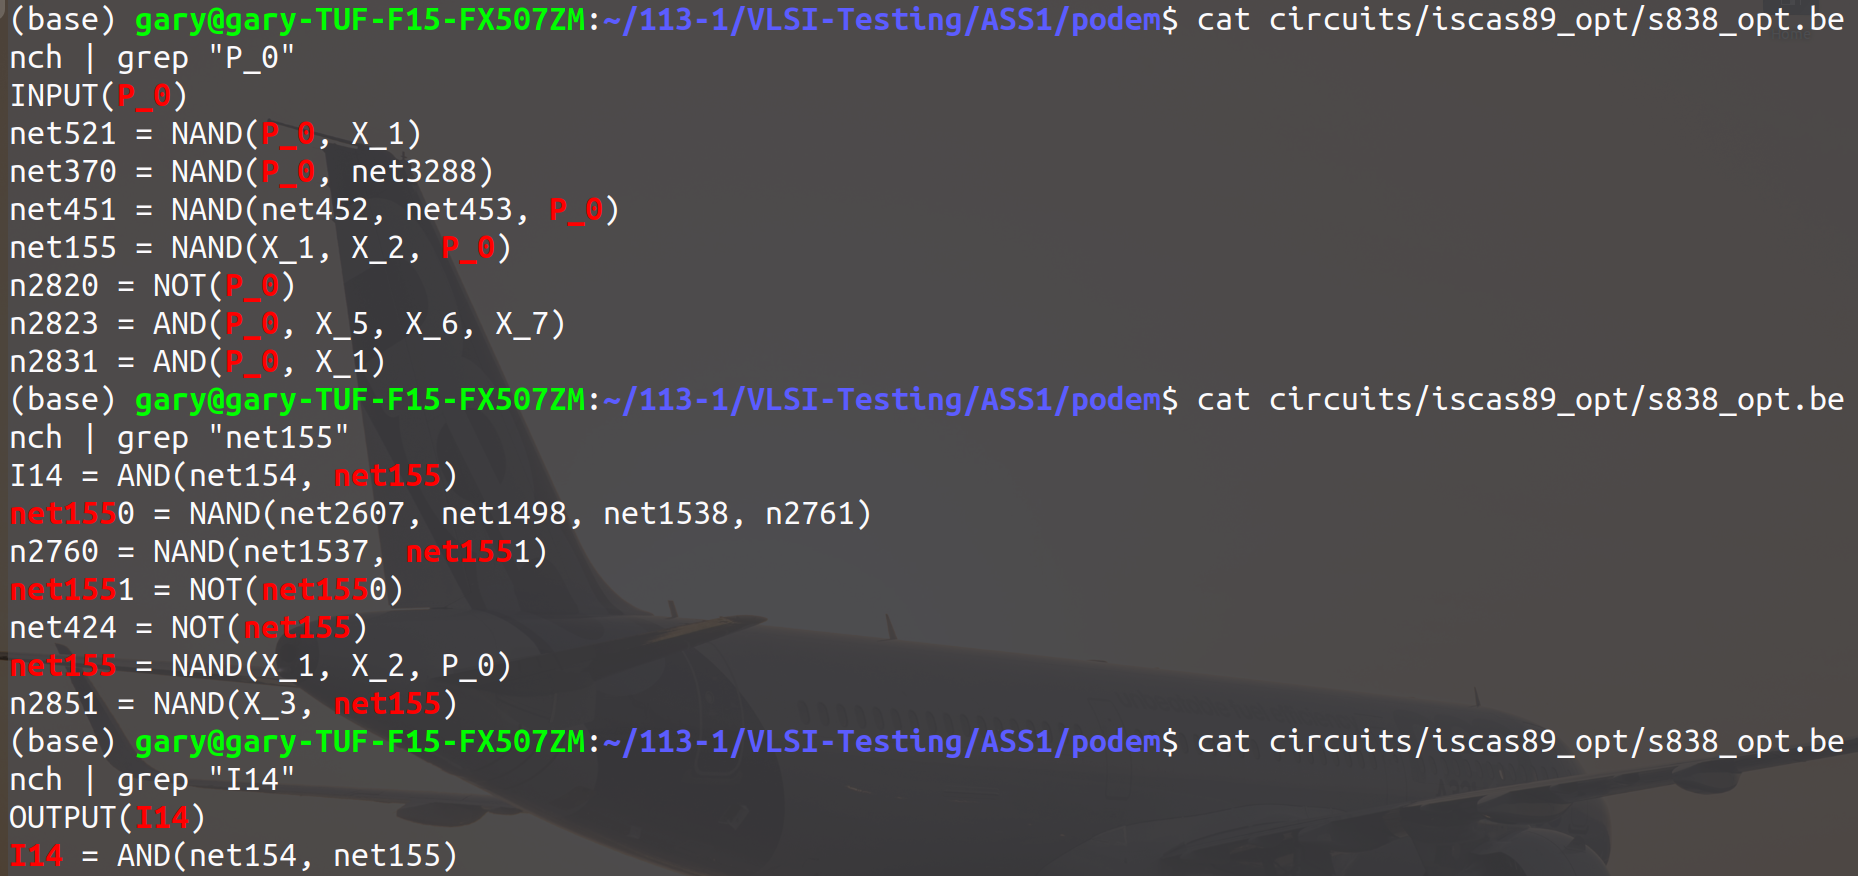 (base) gary@gary-TUF-F15-FX507ZM:~/113-1/VLSI-Testing/ASS1/podem$ cat circuits/iscas89_opt/s838_opt.be
nch | grep "P_0"
INPUT(P_0)
net521 = NAND(P_0, X_1)
net370 = NAND(P_0, net3288)
net451 = NAND(net452, net453, P_0)
net155 = NAND(X_1, X_2, P_0)
n2820 = NOT(P_0)
n2823 = AND(P_0, X_5, X_6, X_7)
n2831 = AND(P_0, X_1)
(base) gary@gary-TUF-F15-FX507ZM:~/113-1/VLSI-Testing/ASS1/podem$ cat circuits/iscas89_opt/s838_opt.be
nch | grep "net155"
I14 = AND(net154, net155)
net1550 = NAND(net2607, net1498, net1538, n2761)
n2760 = NAND(net1537, net1551)
net1551 = NOT(net1550)
net424 = NOT(net155)
net155 = NAND(X_1, X_2, P_0)
n2851 = NAND(X_3, net155)
(base) gary@gary-TUF-F15-FX507ZM:~/113-1/VLSI-Testing/ASS1/podem$ cat circuits/iscas89_opt/s838_opt.be
nch | grep "I14"
OUTPUT(I14)
I14 = AND(net154, net155)